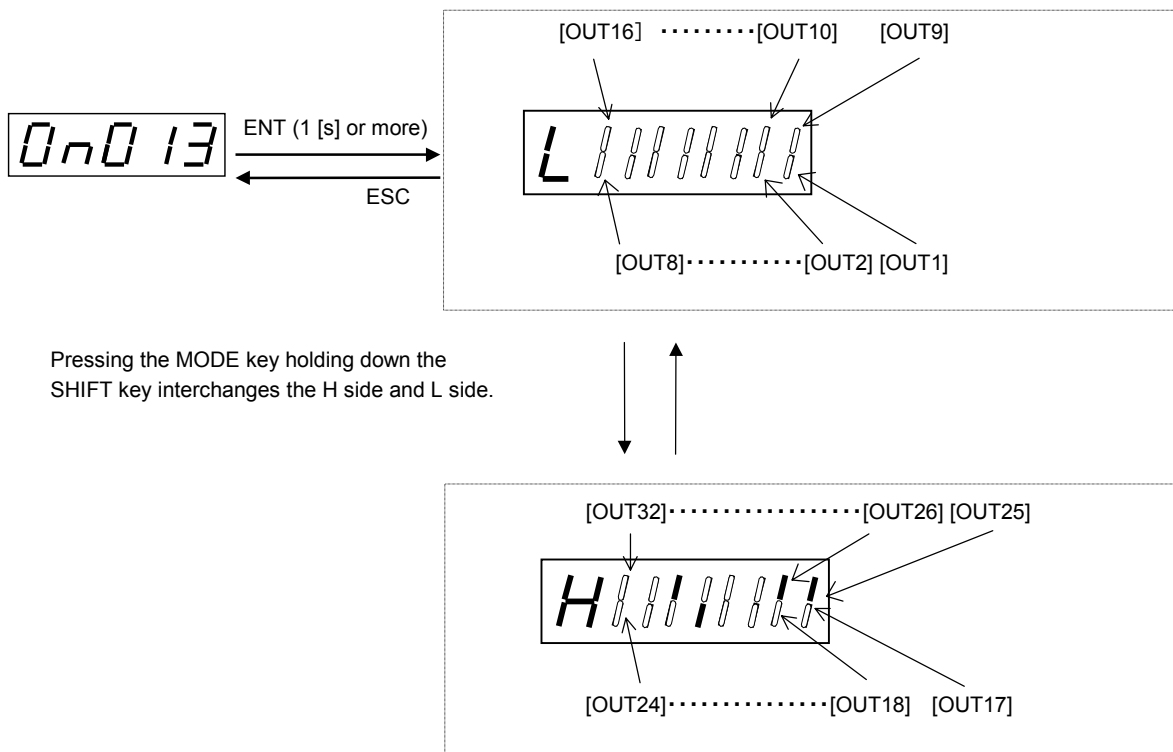 [OUT16] ·········[OUT10] [OUT9]
0n013
ENT (1 [s] or more)
ESC
L
[OUT8]···········[OUT2] [OUT1]
Pressing the MODE key holding down the
SHIFT key interchanges the H side and L side.
[OUT32]··················[OUT26] [OUT25]
H
[OUT24]···············[OUT18] [OUT17]